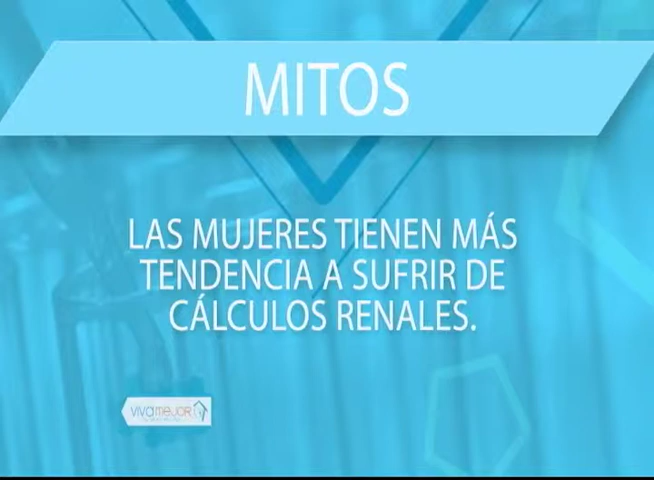 MITOS
LAS MUJERES TIENEN MÁS
TENDENCIA A SUFRIR DE
CÁLCULOS RENALES.
vivamejor